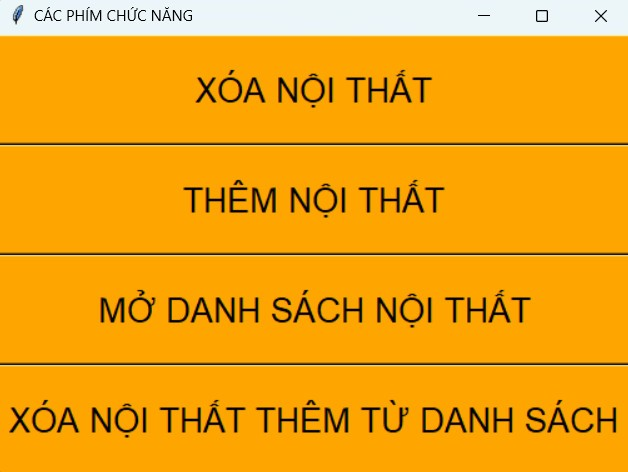 CÁC PHÍM CHỨC NĂNG
XÓA NỘI THẤT
THÊM NỘI THẤT
MỞ DANH SÁCH NỘI THẤT
XÓA NỘI THẤT THÊM TỪ DANH SÁCH